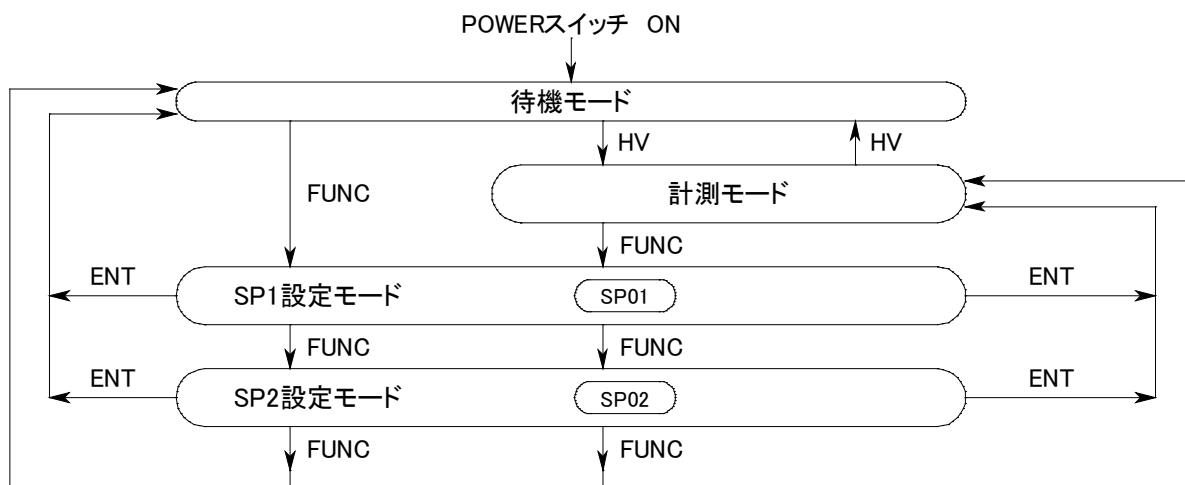 POWERスイッチ ON
待機モード
HV
HV
計測モード
FUNC
FUNC
ENT
SP1設定モード
SP01
ENT
FUNC
FUNC
ENT
SP2設定モード
SP02
ENT
FUNC
FUNC